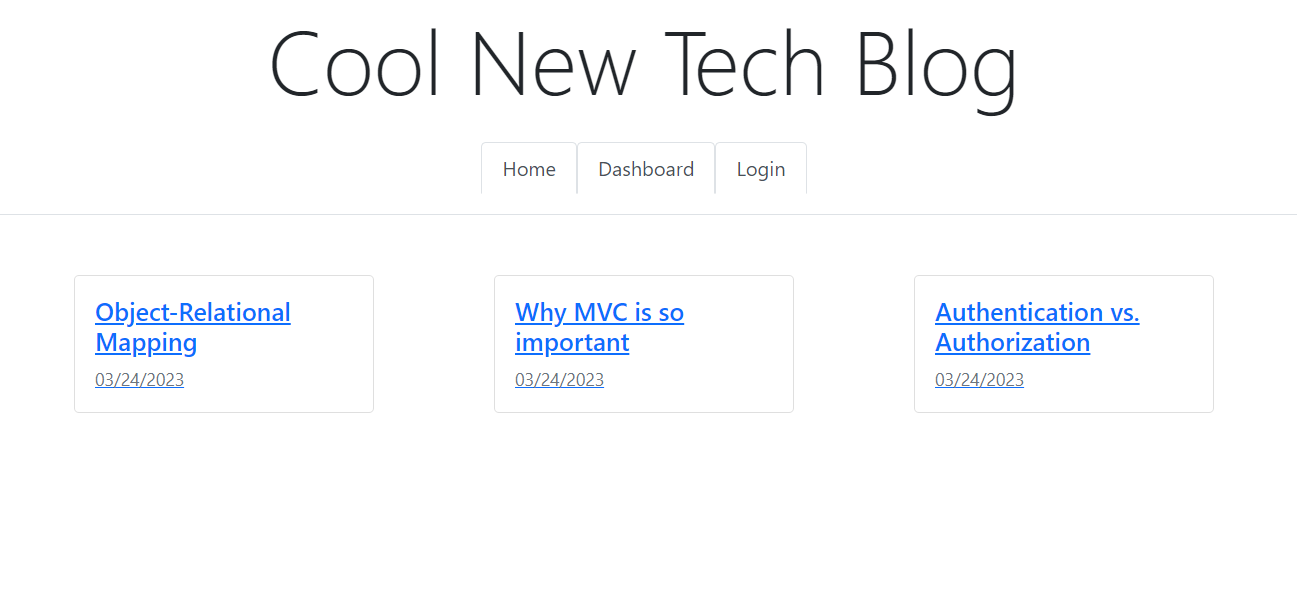 Cool New Tech Blog
Home Dashboard Login
Object-Relational
Mapping
03/24/2023
Why MVC is so
important
03/24/2023
Authentication vs.
Authorization
03/24/2023